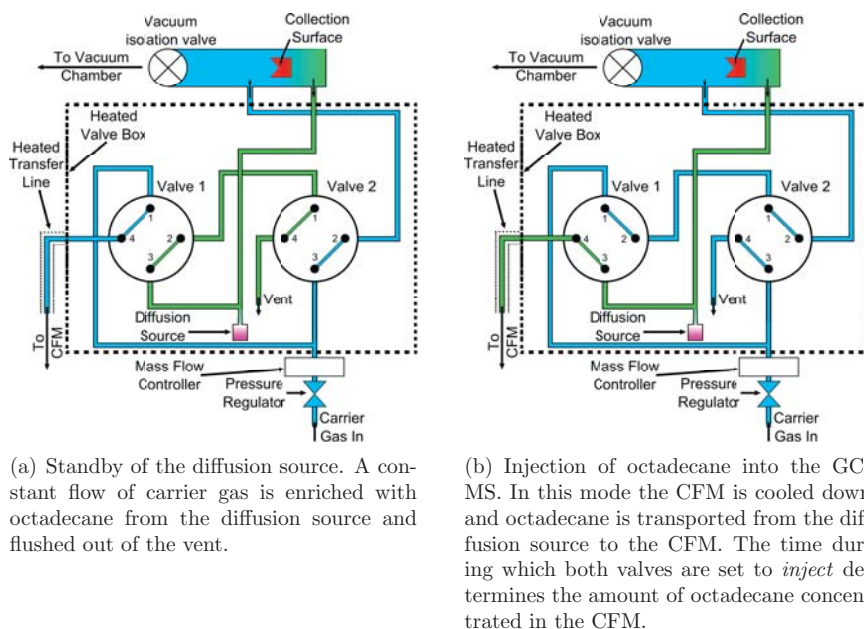 Vacuum
isolation valve
Collection
Surface
To Vacuum
Chamber
Heated
Valve Box
Heated
Transfer
Line
Valve 1
Valve 2
1
2
3
4
1
2
3
4
Vent
Diffusion
Source
To
CFM
Mass Flow
Controller
Pressure
Regulator
Carrier
Gas In
Vacuum
isolation valve
Collection
Surface
To Vacuum
Chamber
Heated
Valve Box
Heated
Transfer
Line
Valve 1
Valve 2
1
2
3
4
1
2
3
4
Vent
Diffusion
Source
To
CFM
Mass Flow
Controller
Pressure
Regulator
Carrier
Gas In
(a) Standby of the diffusion source. A con-
stant flow of carrier gas is enriched with
octadecane from the diffusion source and
flushed out of the vent.
(b) Injection of octadecane into the GC
MS. In this mode the CFM is cooled down
and octadecane is transported from the dif
fusion source to the CFM. The time dur
ing which both valves are set to inject de
termines the amount of octadecane concen
trated in the CFM.